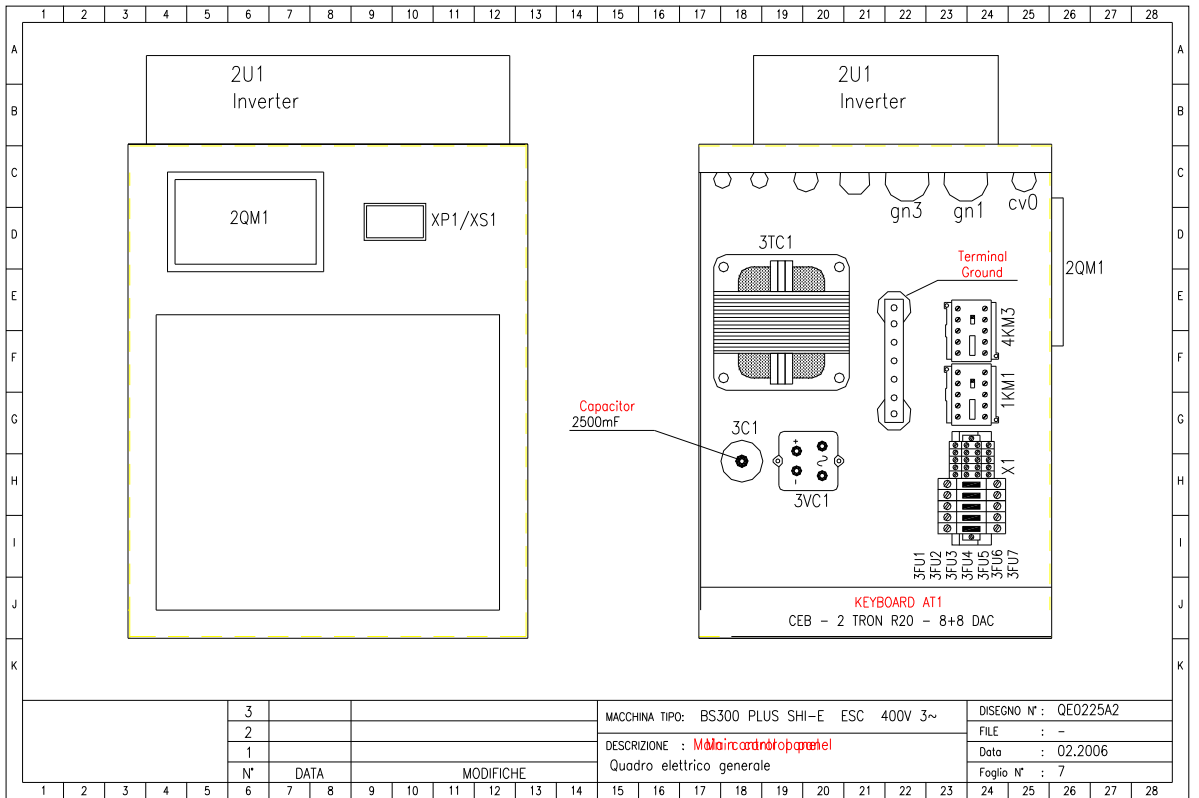 1 2 3 4 5 6 7 8 9 10 11 12 13 14 15 16 17 18 19 20 21 22 23 24 25 26 27 28
A A
B B
C C
D D
E E
F F
G G
H H
I I
J J
K K
2U1
Inverter
2QM1
XP1/XS1
2U1
Inverter
gn3
gn1
cv0
3TC1
Terminal
Ground
2QM1
4KM3
1KM1
Capacitor
2500mF
3C1
+
-
3VC1
X1
3FU1
3FU2
3FU3
3FU4
3FU5
3FU6
3FU7
KEYBOARD AT1
CEB - 2 TRON R20 - 8+8 DAC
3
2
1
N° DATA MODIFICHE
MACCHINA TIPO: BS300 PLUS SHI-E ESC 400V 3~
DESCRIZIONE : Main control panel
Quadro elettrico generale
DISEGNO N° : QE0225A2
FILE : -
Data : 02.2006
Foglio N° : 7
1 2 3 4 5 6 7 8 9 10 11 12 13 14 15 16 17 18 19 20 21 22 23 24 25 26 27 28